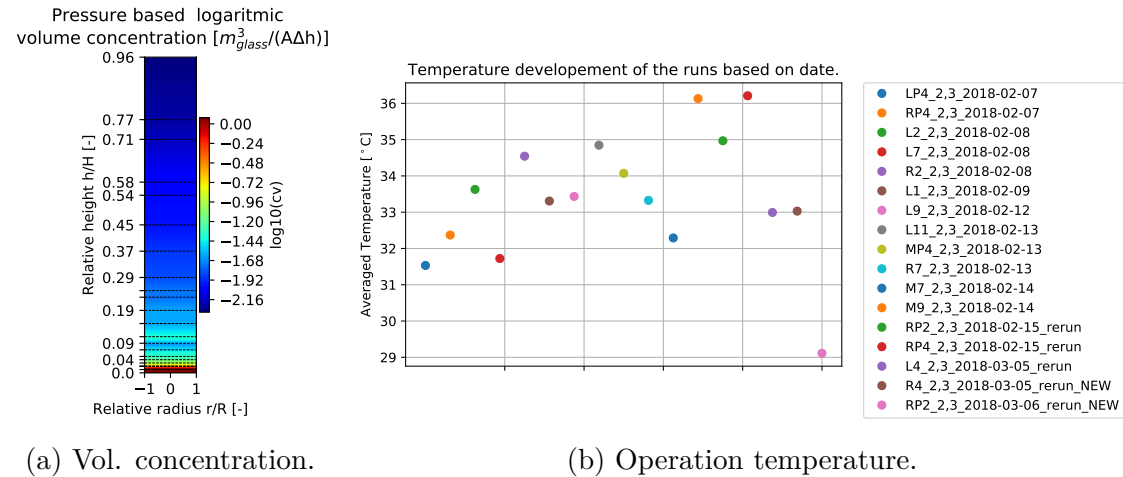 Pressure based  logaritmic
volume concentration [m³glass/(AΔh)]
0.96
0.77
0.71
0.58
0.54
0.45
0.37
0.29
0.19
0.09
0.04
0.0
Relative height h/H [-]
−1 0 1
Relative radius r/R [-]
0.00
−0.24
−0.48
−0.72
−0.96
−1.20
−1.44
−1.68
−1.92
−2.16
log10(cv)
(a) Vol. concentration.
Temperature developement of the runs based on date.
36
35
34
33
32
31
30
29
Averaged Temperature [°C]
LP4_2,3_2018-02-07
RP4_2,3_2018-02-07
L2_2,3_2018-02-08
L7_2,3_2018-02-08
R2_2,3_2018-02-08
L1_2,3_2018-02-09
L9_2,3_2018-02-12
L11_2,3_2018-02-13
MP4_2,3_2018-02-13
R7_2,3_2018-02-13
M7_2,3_2018-02-14
M9_2,3_2018-02-14
RP2_2,3_2018-02-15_rerun
RP4_2,3_2018-02-15_rerun
L4_2,3_2018-03-05_rerun
R4_2,3_2018-03-05_rerun_NEW
RP2_2,3_2018-03-06_rerun_NEW
(b) Operation temperature.